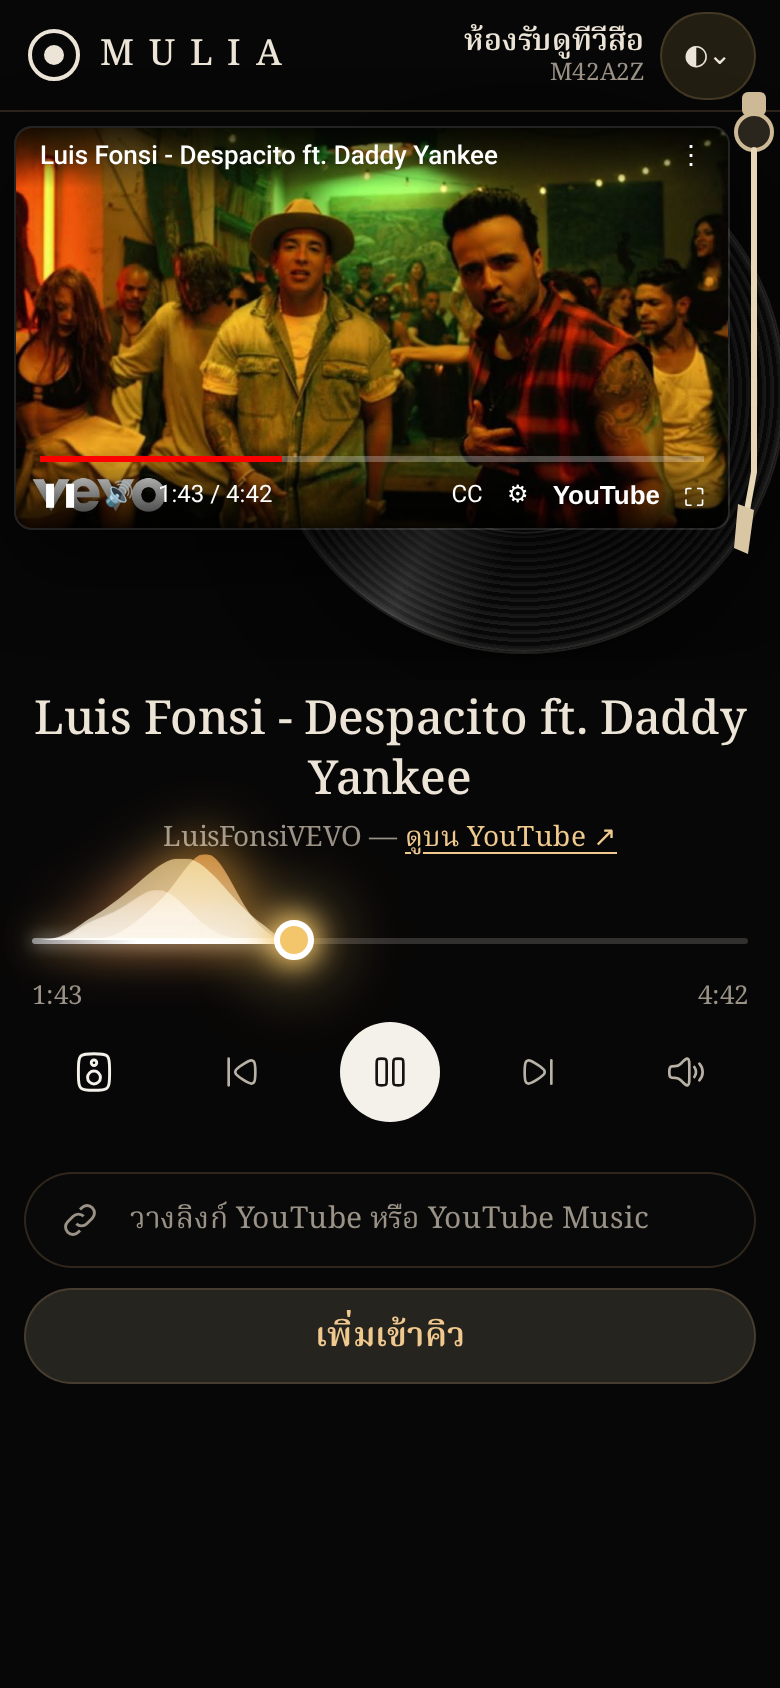 MULIA
ห้องรับดูทีวีสือ
M42A2Z
Luis Fonsi - Despacito ft. Daddy Yankee
vevo
1:43 / 4:42
CC
YouTube
Luis Fonsi - Despacito ft. Daddy
Yankee
LuisFonsiVEVO — ดูบน YouTube ↗
1:43
4:42
วางลิงก์ YouTube หรือ YouTube Music
เพิ่มเข้าคิว